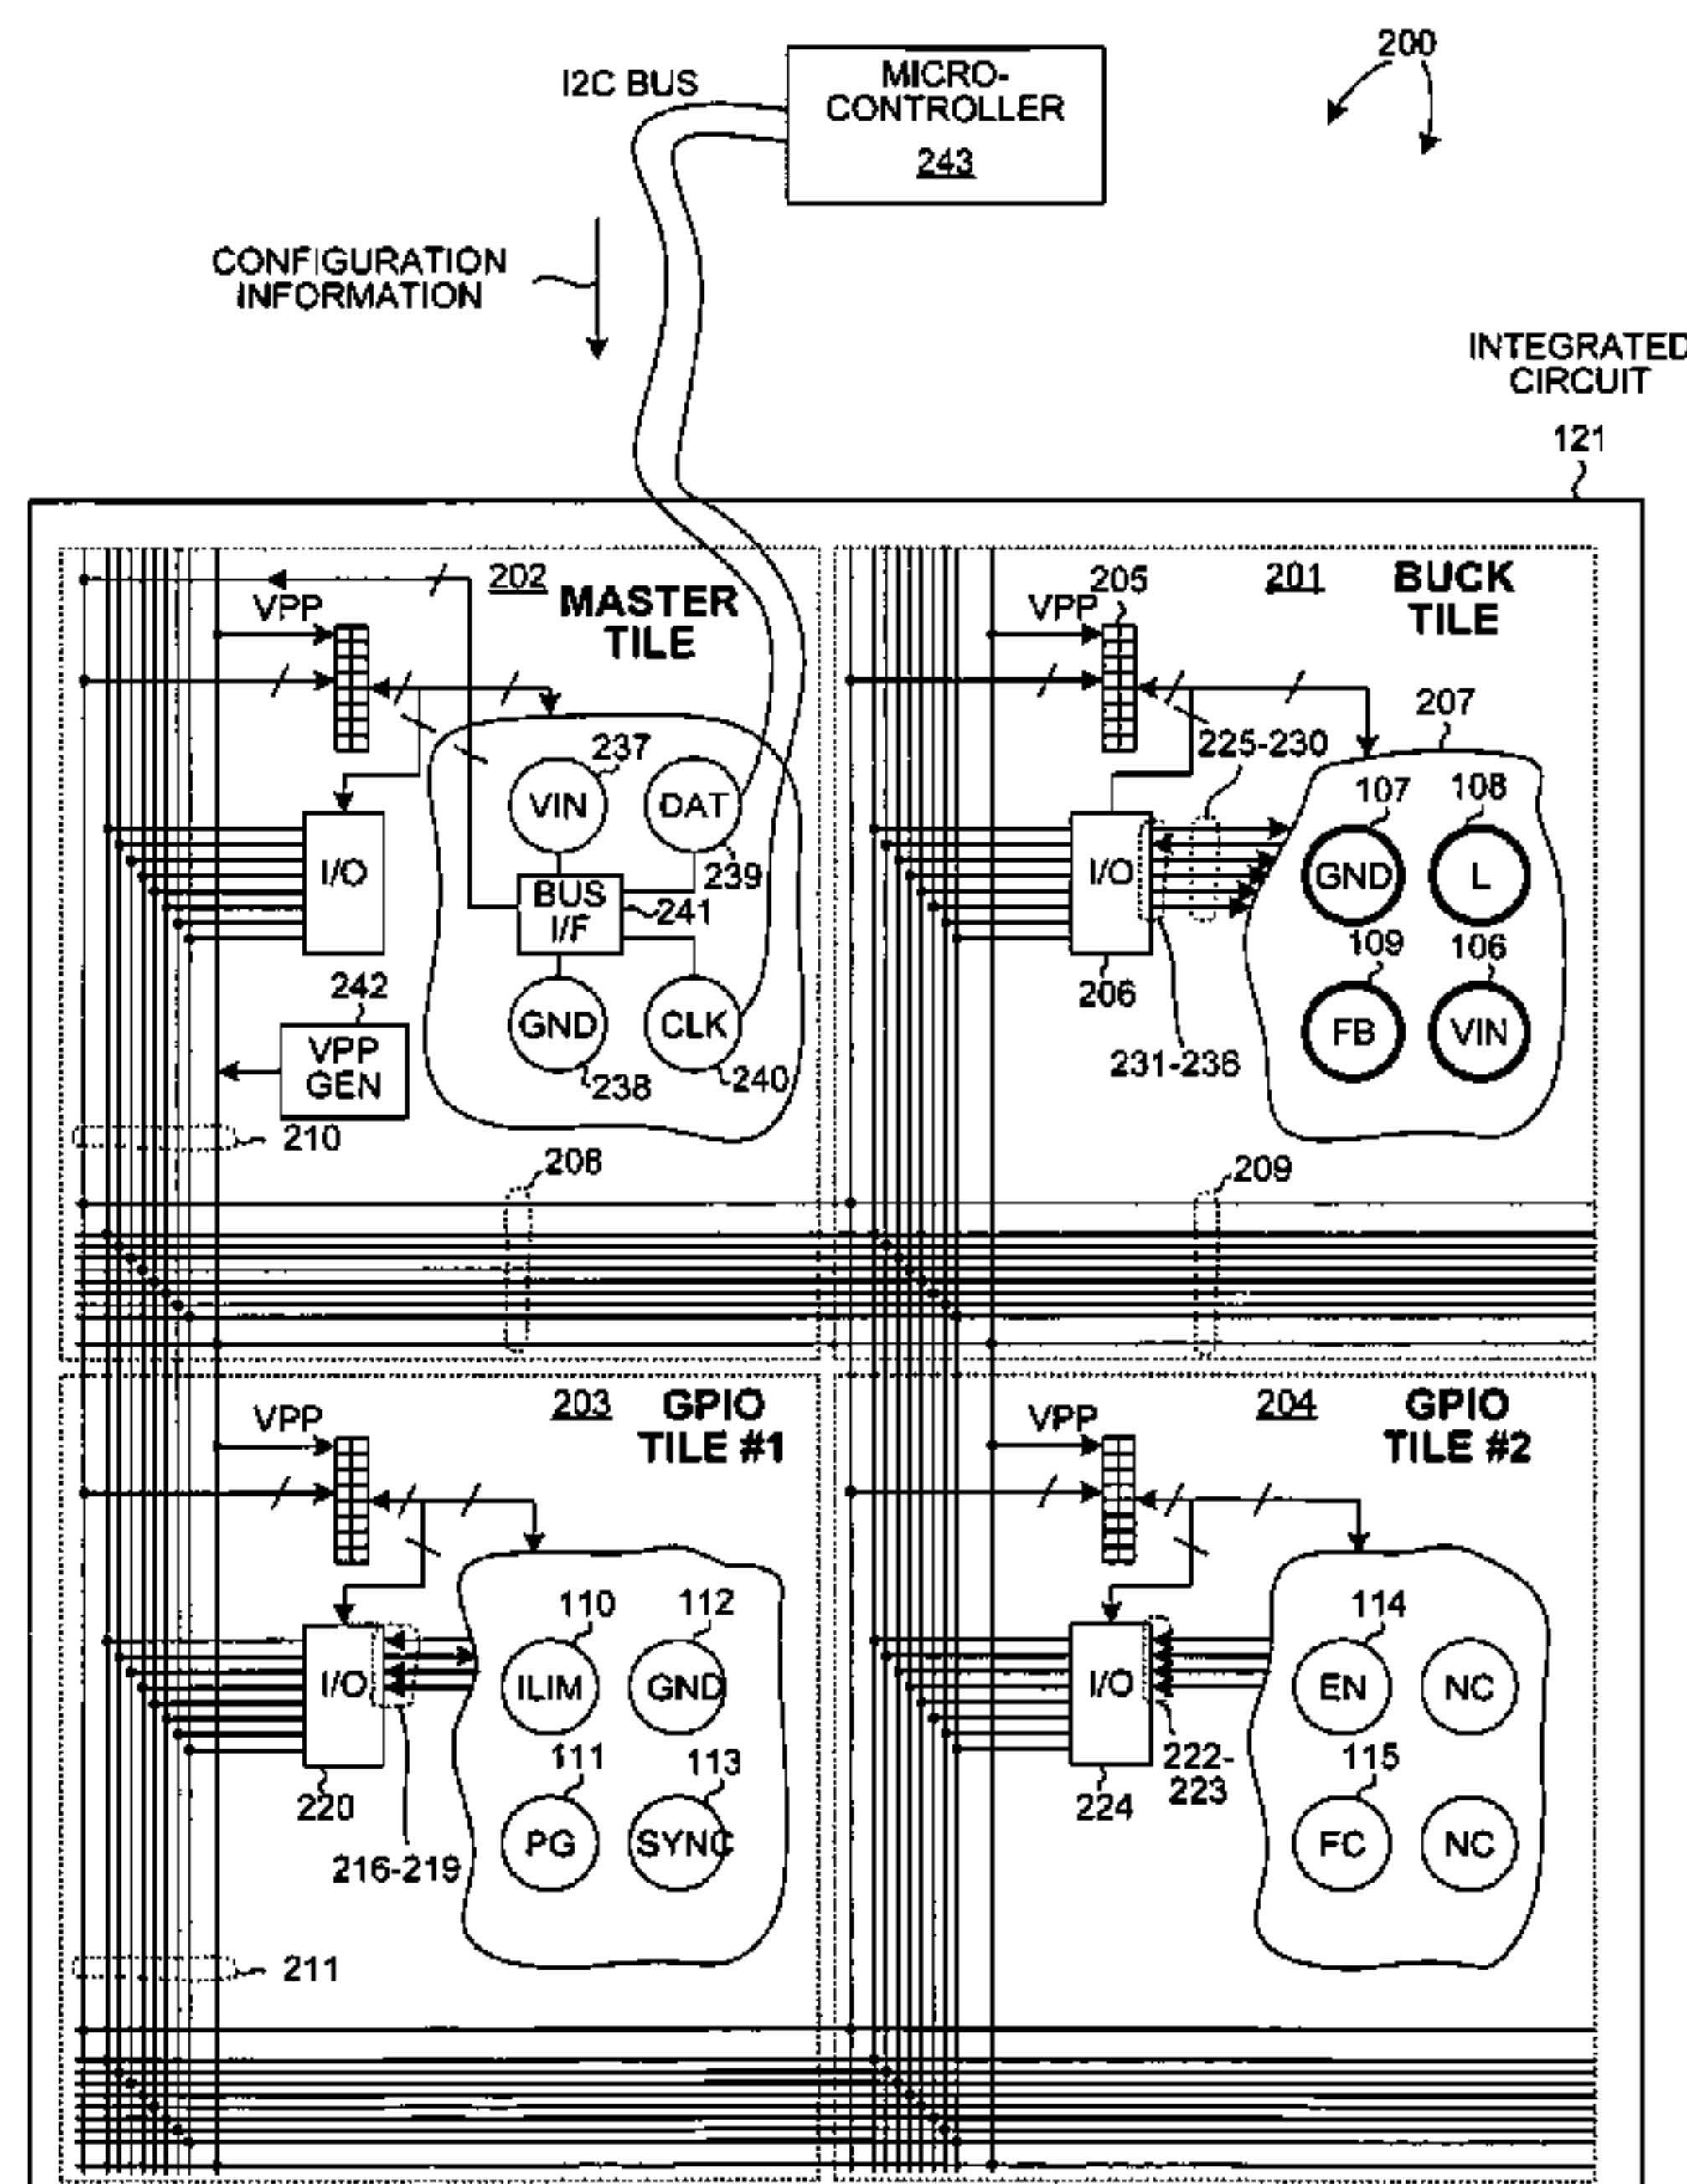 200
I2C BUS
MICRO-
CONTROLLER
243
CONFIGURATION
INFORMATION
INTEGRATED
CIRCUIT
121
202
MASTER
TILE
VPP
237
VIN
DAT
239
I/O
BUS
I/F
241
242
VPP
GEN
GND
CLK
238
240
210
208
205
201
BUCK
TILE
VPP
225-230
207
107
108
I/O
GND
L
109
106
206
FB
VIN
231-236
209
203
GPIO
TILE #1
VPP
110
112
I/O
ILIM
GND
111
113
220
PG
SYNC
216-219
211
204
GPIO
TILE #2
VPP
114
I/O
EN
NC
222-
223
115
224
FC
NC